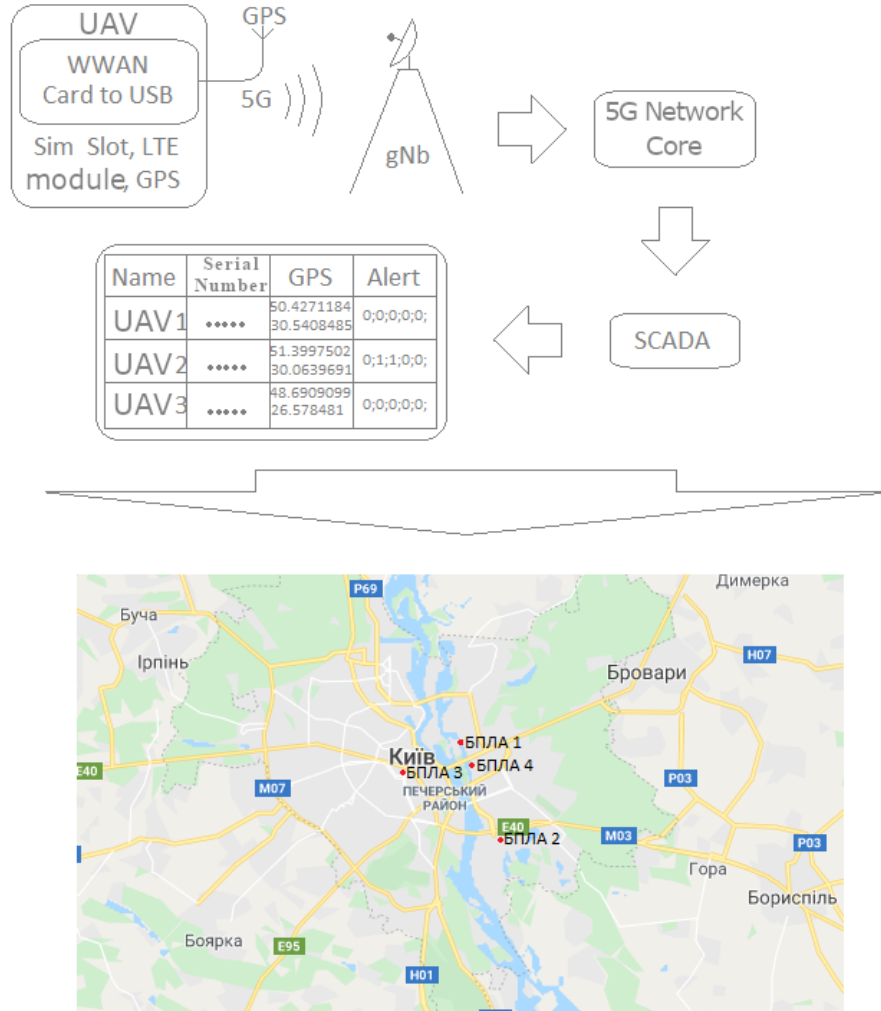 UAV
WWAN
Card to USB
Sim Slot, LTE
module, GPS
GPS
5G
gNb
5G Network
Core
SCADA
Name Serial Number GPS Alert
UAV1 ..... 50.4271184 30.5408485 0;0;0;0;0;
UAV2 ..... 51.3997502 30.0639691 0;1;1;0;0;
UAV3 ..... 48.6909099 26.578481 0;0;0;0;0;
P69
Димерка
Буча
Ірпінь
H07
Бровари
БПЛА 1
Київ
БПЛА 4
E40
БПЛА 3
M07
ПЕЧЕРСЬКИЙ
РАЙОН
P03
E40
M03
БПЛА 2
P03
Гора
Бориспіль
Боярка
E95
H01